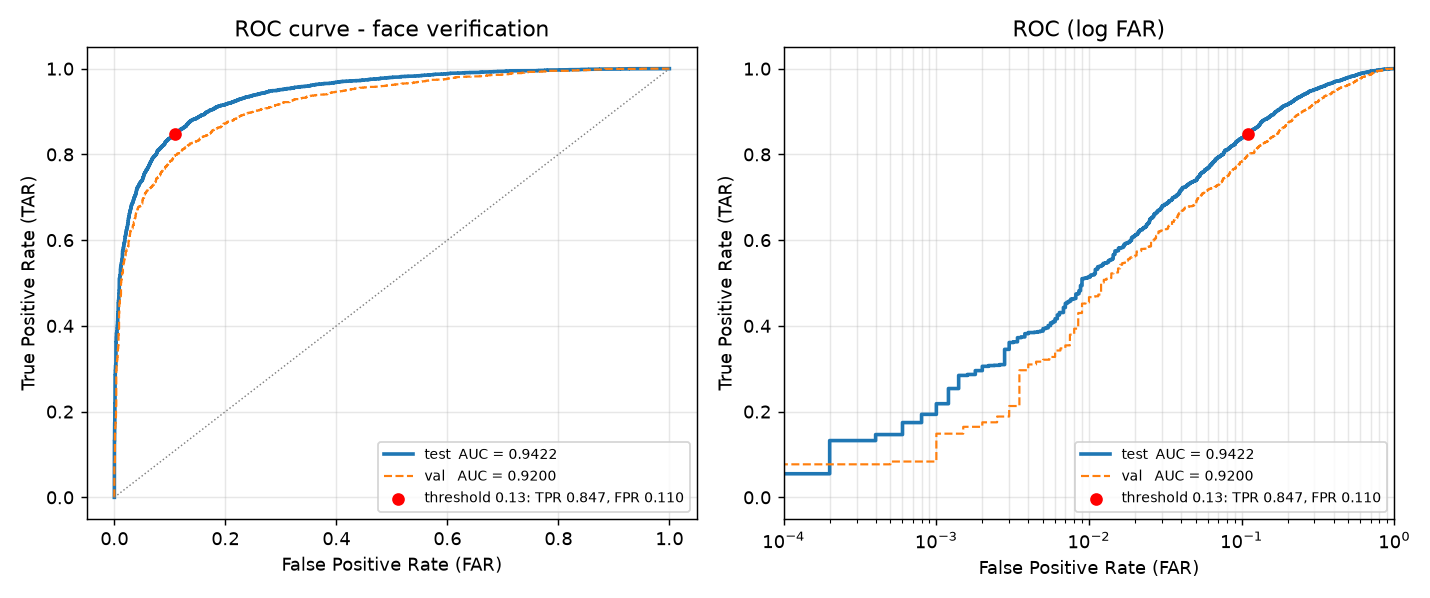 ROC curve - face verification
True Positive Rate (TAR)
1.0
0.8
0.6
0.4
0.2
0.0
0.0 0.2 0.4 0.6 0.8 1.0
False Positive Rate (FAR)
test AUC = 0.9422
val AUC = 0.9200
threshold 0.13: TPR 0.847, FPR 0.110
ROC (log FAR)
True Positive Rate (TAR)
1.0
0.8
0.6
0.4
0.2
0.0
10⁻⁴ 10⁻³ 10⁻² 10⁻¹ 10⁰
False Positive Rate (FAR)
test AUC = 0.9422
val AUC = 0.9200
threshold 0.13: TPR 0.847, FPR 0.110